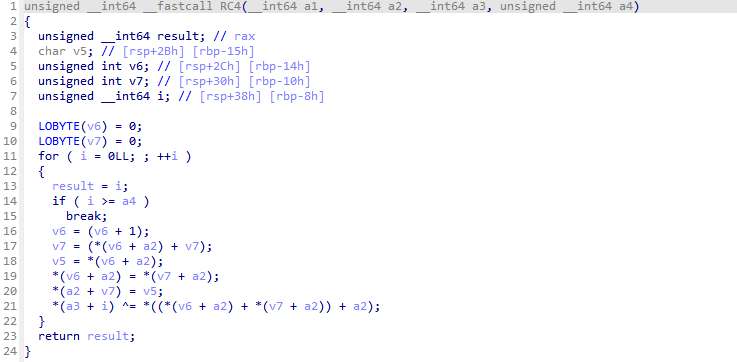 1 unsigned __int64 __fastcall RC4(__int64 a1, __int64 a2, __int64 a3, unsigned __int64 a4)
2 {
3   unsigned __int64 result; // rax
4   char v5; // [rsp+2Bh] [rbp-15h]
5   unsigned int v6; // [rsp+2Ch] [rbp-14h]
6   unsigned int v7; // [rsp+30h] [rbp-10h]
7   unsigned __int64 i; // [rsp+38h] [rbp-8h]
8
9   LOBYTE(v6) = 0;
10   LOBYTE(v7) = 0;
11   for ( i = 0LL; ; ++i )
12   {
13     result = i;
14     if ( i >= a4 )
15       break;
16     v6 = (v6 + 1);
17     v7 = (*(v6 + a2) + v7);
18     v5 = *(v6 + a2);
19     *(v6 + a2) = *(v7 + a2);
20     *(a2 + v7) = v5;
21     *(a3 + i) ^= *((*(v6 + a2) + *(v7 + a2)) + a2);
22   }
23   return result;
24 }